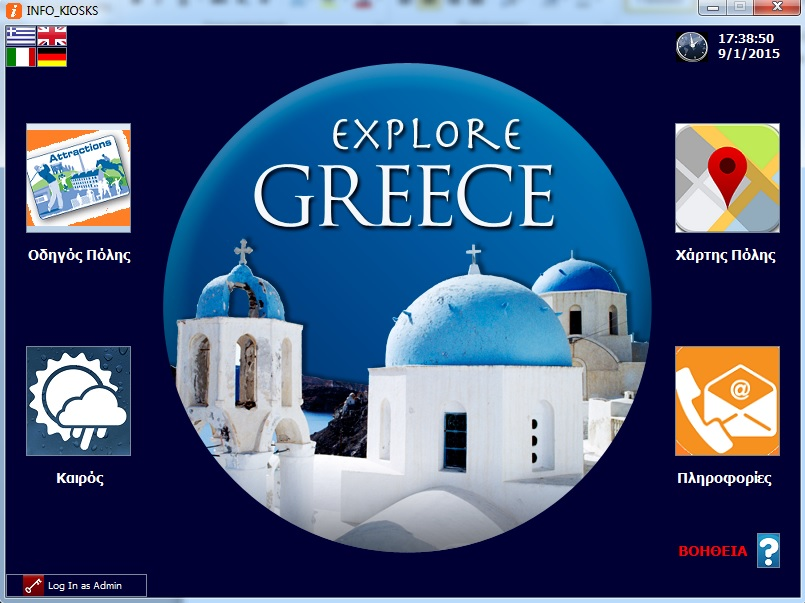 INFO_KIOSKS
17:38:50
9/1/2015
EXPLORE
GREECE
Attractions
Οδηγός Πόλης
Χάρτης Πόλης
@
Καιρός
Πληροφορίες
ΒΟΗΘΕΙΑ ?
Log In as Admin